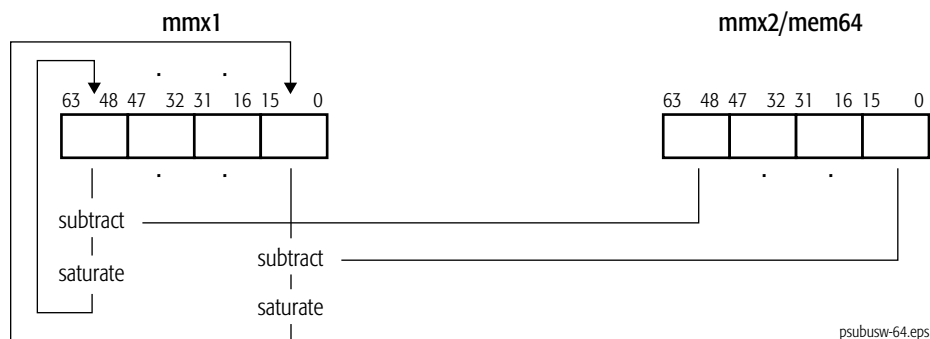 mmx1 mmx2/mem64
. .
63 48 47 32 31 16 15 0 63 48 47 32 31 16 15 0
. . . .
subtract
subtract
saturate
saturate
psubusw-64.eps